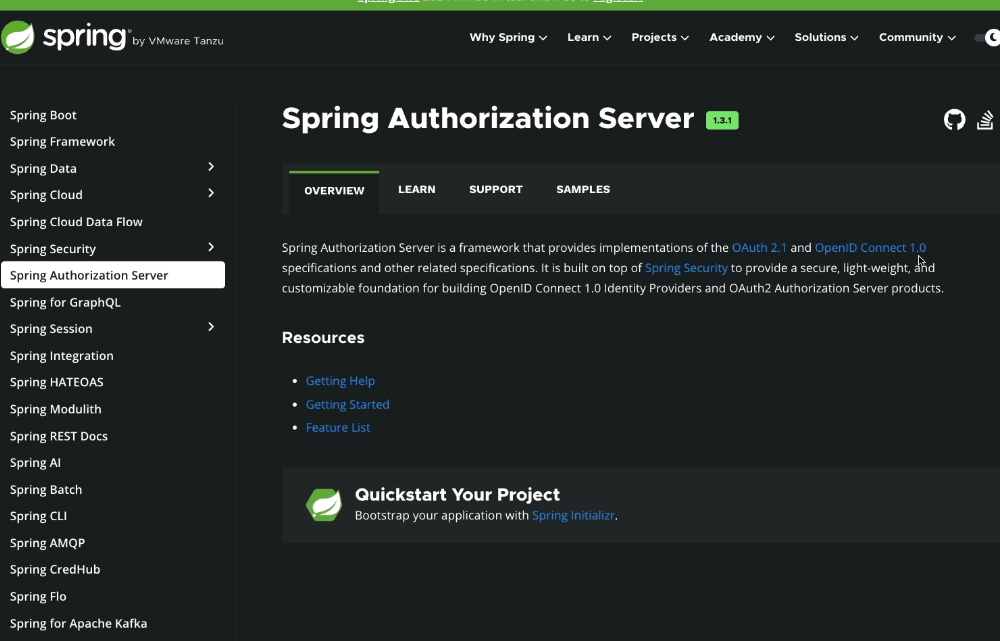 spring by VMware Tanzu
Why Spring Learn Projects Academy Solutions Community
Spring Boot
Spring Framework
Spring Data
Spring Cloud
Spring Cloud Data Flow
Spring Security
Spring Authorization Server
Spring for GraphQL
Spring Session
Spring Integration
Spring HATEOAS
Spring Modulith
Spring REST Docs
Spring AI
Spring Batch
Spring CLI
Spring AMQP
Spring CredHub
Spring Flo
Spring for Apache Kafka
Spring Authorization Server 1.3.1
OVERVIEW LEARN SUPPORT SAMPLES
Spring Authorization Server is a framework that provides implementations of the OAuth 2.1 and OpenID Connect 1.0
specifications and other related specifications. It is built on top of Spring Security to provide a secure, light-weight, and
customizable foundation for building OpenID Connect 1.0 Identity Providers and OAuth2 Authorization Server products.
Resources
Getting Help
Getting Started
Feature List
Quickstart Your Project
Bootstrap your application with Spring Initializr.